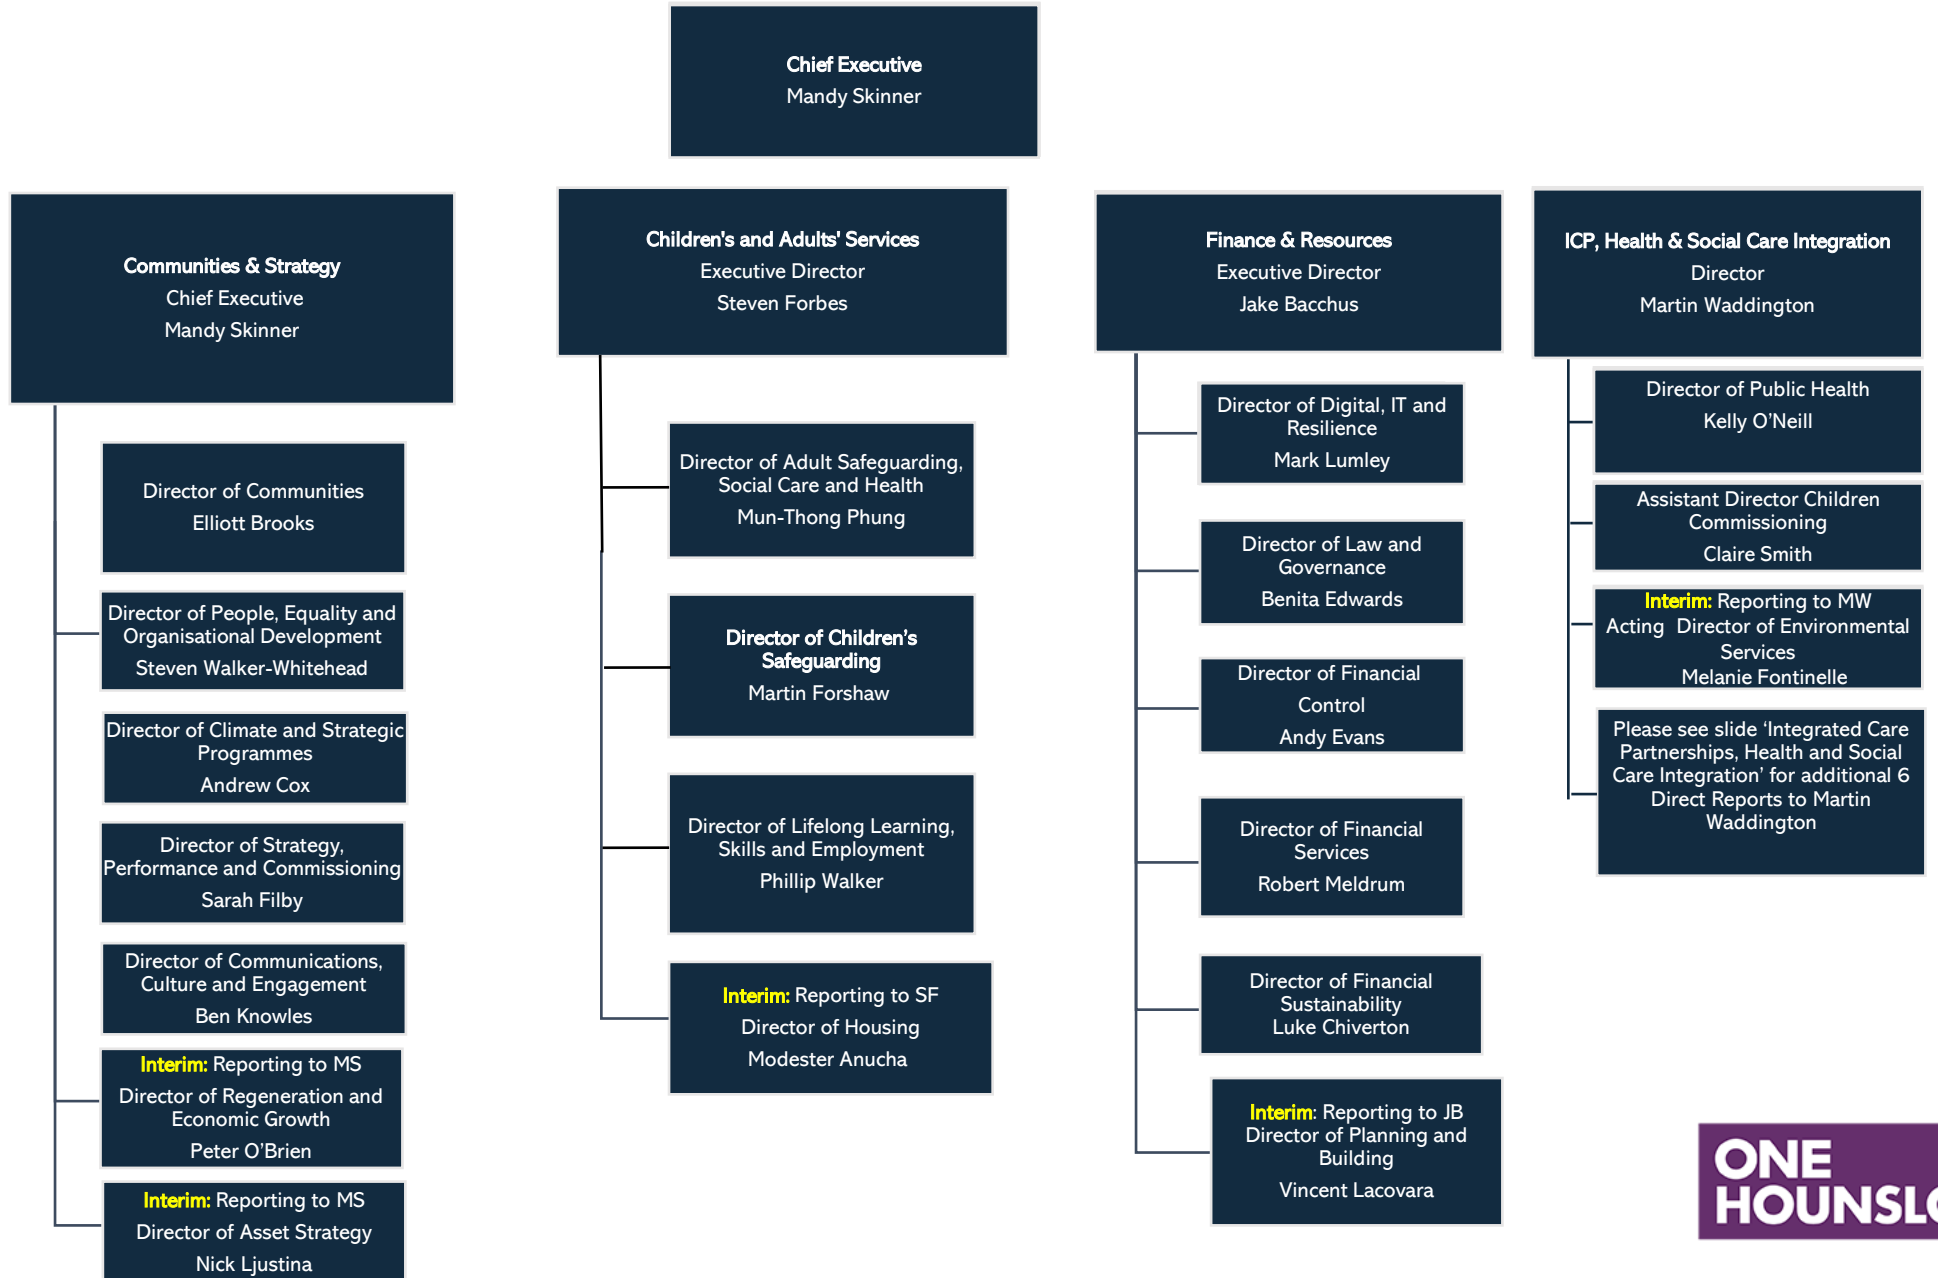 Chief Executive
Mandy Skinner
Communities & Strategy
Chief Executive
Mandy Skinner
Director of Communities
Elliott Brooks
Director of People, Equality and
Organisational Development
Steven Walker-Whitehead
Director of Climate and Strategic
Programmes
Andrew Cox
Director of Strategy,
Performance and Commissioning
Sarah Filby
Director of Communications,
Culture and Engagement
Ben Knowles
Interim: Reporting to MS
Director of Regeneration and
Economic Growth
Peter O'Brien
Interim: Reporting to MS
Director of Asset Strategy
Nick Ljustina
Children's and Adults' Services
Executive Director
Steven Forbes
Director of Adult Safeguarding,
Social Care and Health
Mun-Thong Phung
Director of Children’s
Safeguarding
Martin Forshaw
Director of Lifelong Learning,
Skills and Employment
Phillip Walker
Interim: Reporting to SF
Director of Housing
Modester Anucha
Finance & Resources
Executive Director
Jake Bacchus
Director of Digital, IT and
Resilience
Mark Lumley
Director of Law and
Governance
Benita Edwards
Director of Financial
Control
Andy Evans
Director of Financial
Services
Robert Meldrum
Director of Financial
Sustainability
Luke Chiverton
Interim: Reporting to JB
Director of Planning and
Building
Vincent Lacovara
ICP, Health & Social Care Integration
Director
Martin Waddington
Director of Public Health
Kelly O’Neill
Assistant Director Children
Commissioning
Claire Smith
Interim: Reporting to MW
Acting Director of Environmental
Services
Melanie Fontinelle
Please see slide ‘Integrated Care
Partnerships, Health and Social
Care Integration’ for additional 6
Direct Reports to Martin
Waddington
ONE
HOUNSLO